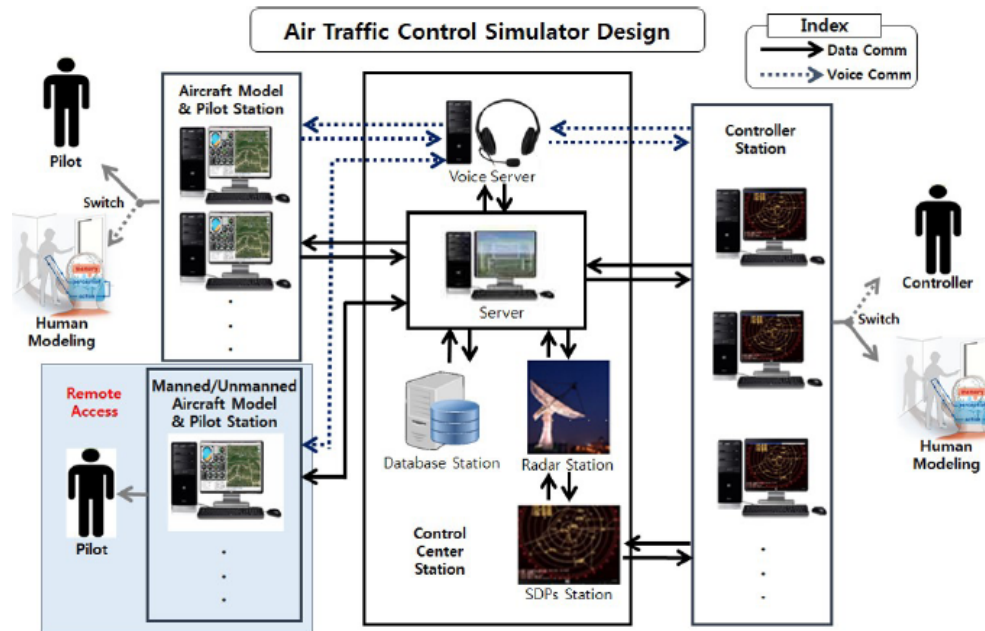 Air Traffic Control Simulator Design
Index
Data Comm
Voice Comm
Pilot
Switch
Human
Modeling
Aircraft Model
& Pilot Station
Voice Server
Server
Database Station
Radar Station
Control
Center
Station
SDPs Station
Controller
Station
Controller
Switch
Human
Modeling
Remote
Access
Pilot
Manned/Unmanned
Aircraft Model
& Pilot Station